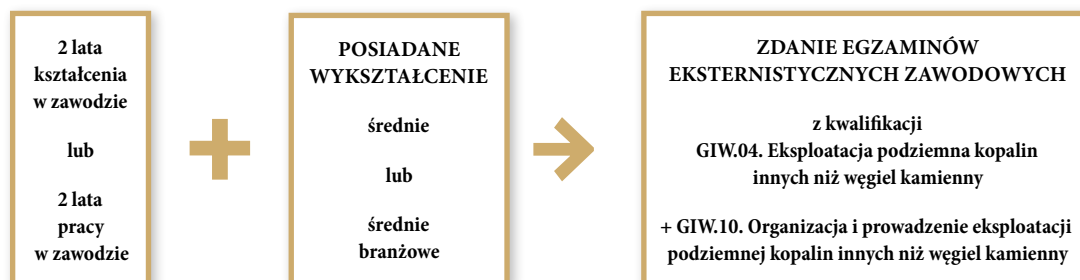 2 lata
kształcenia
w zawodzie
lub
2 lata
pracy
w zawodzie
POSIADANE
WYKSZTAŁCENIE
średnie
lub
średnie
branżowe
ZDANIE EGZAMINÓW
EKSTERNISTYCZNYCH ZAWODOWYCH
z kwalifikacji
GIW.04. Eksploatacja podziemna kopalin
innych niż węgiel kamienny
+ GIW.10. Organizacja i prowadzenie eksploatacji
podziemnej kopalin innych niż węgiel kamienny